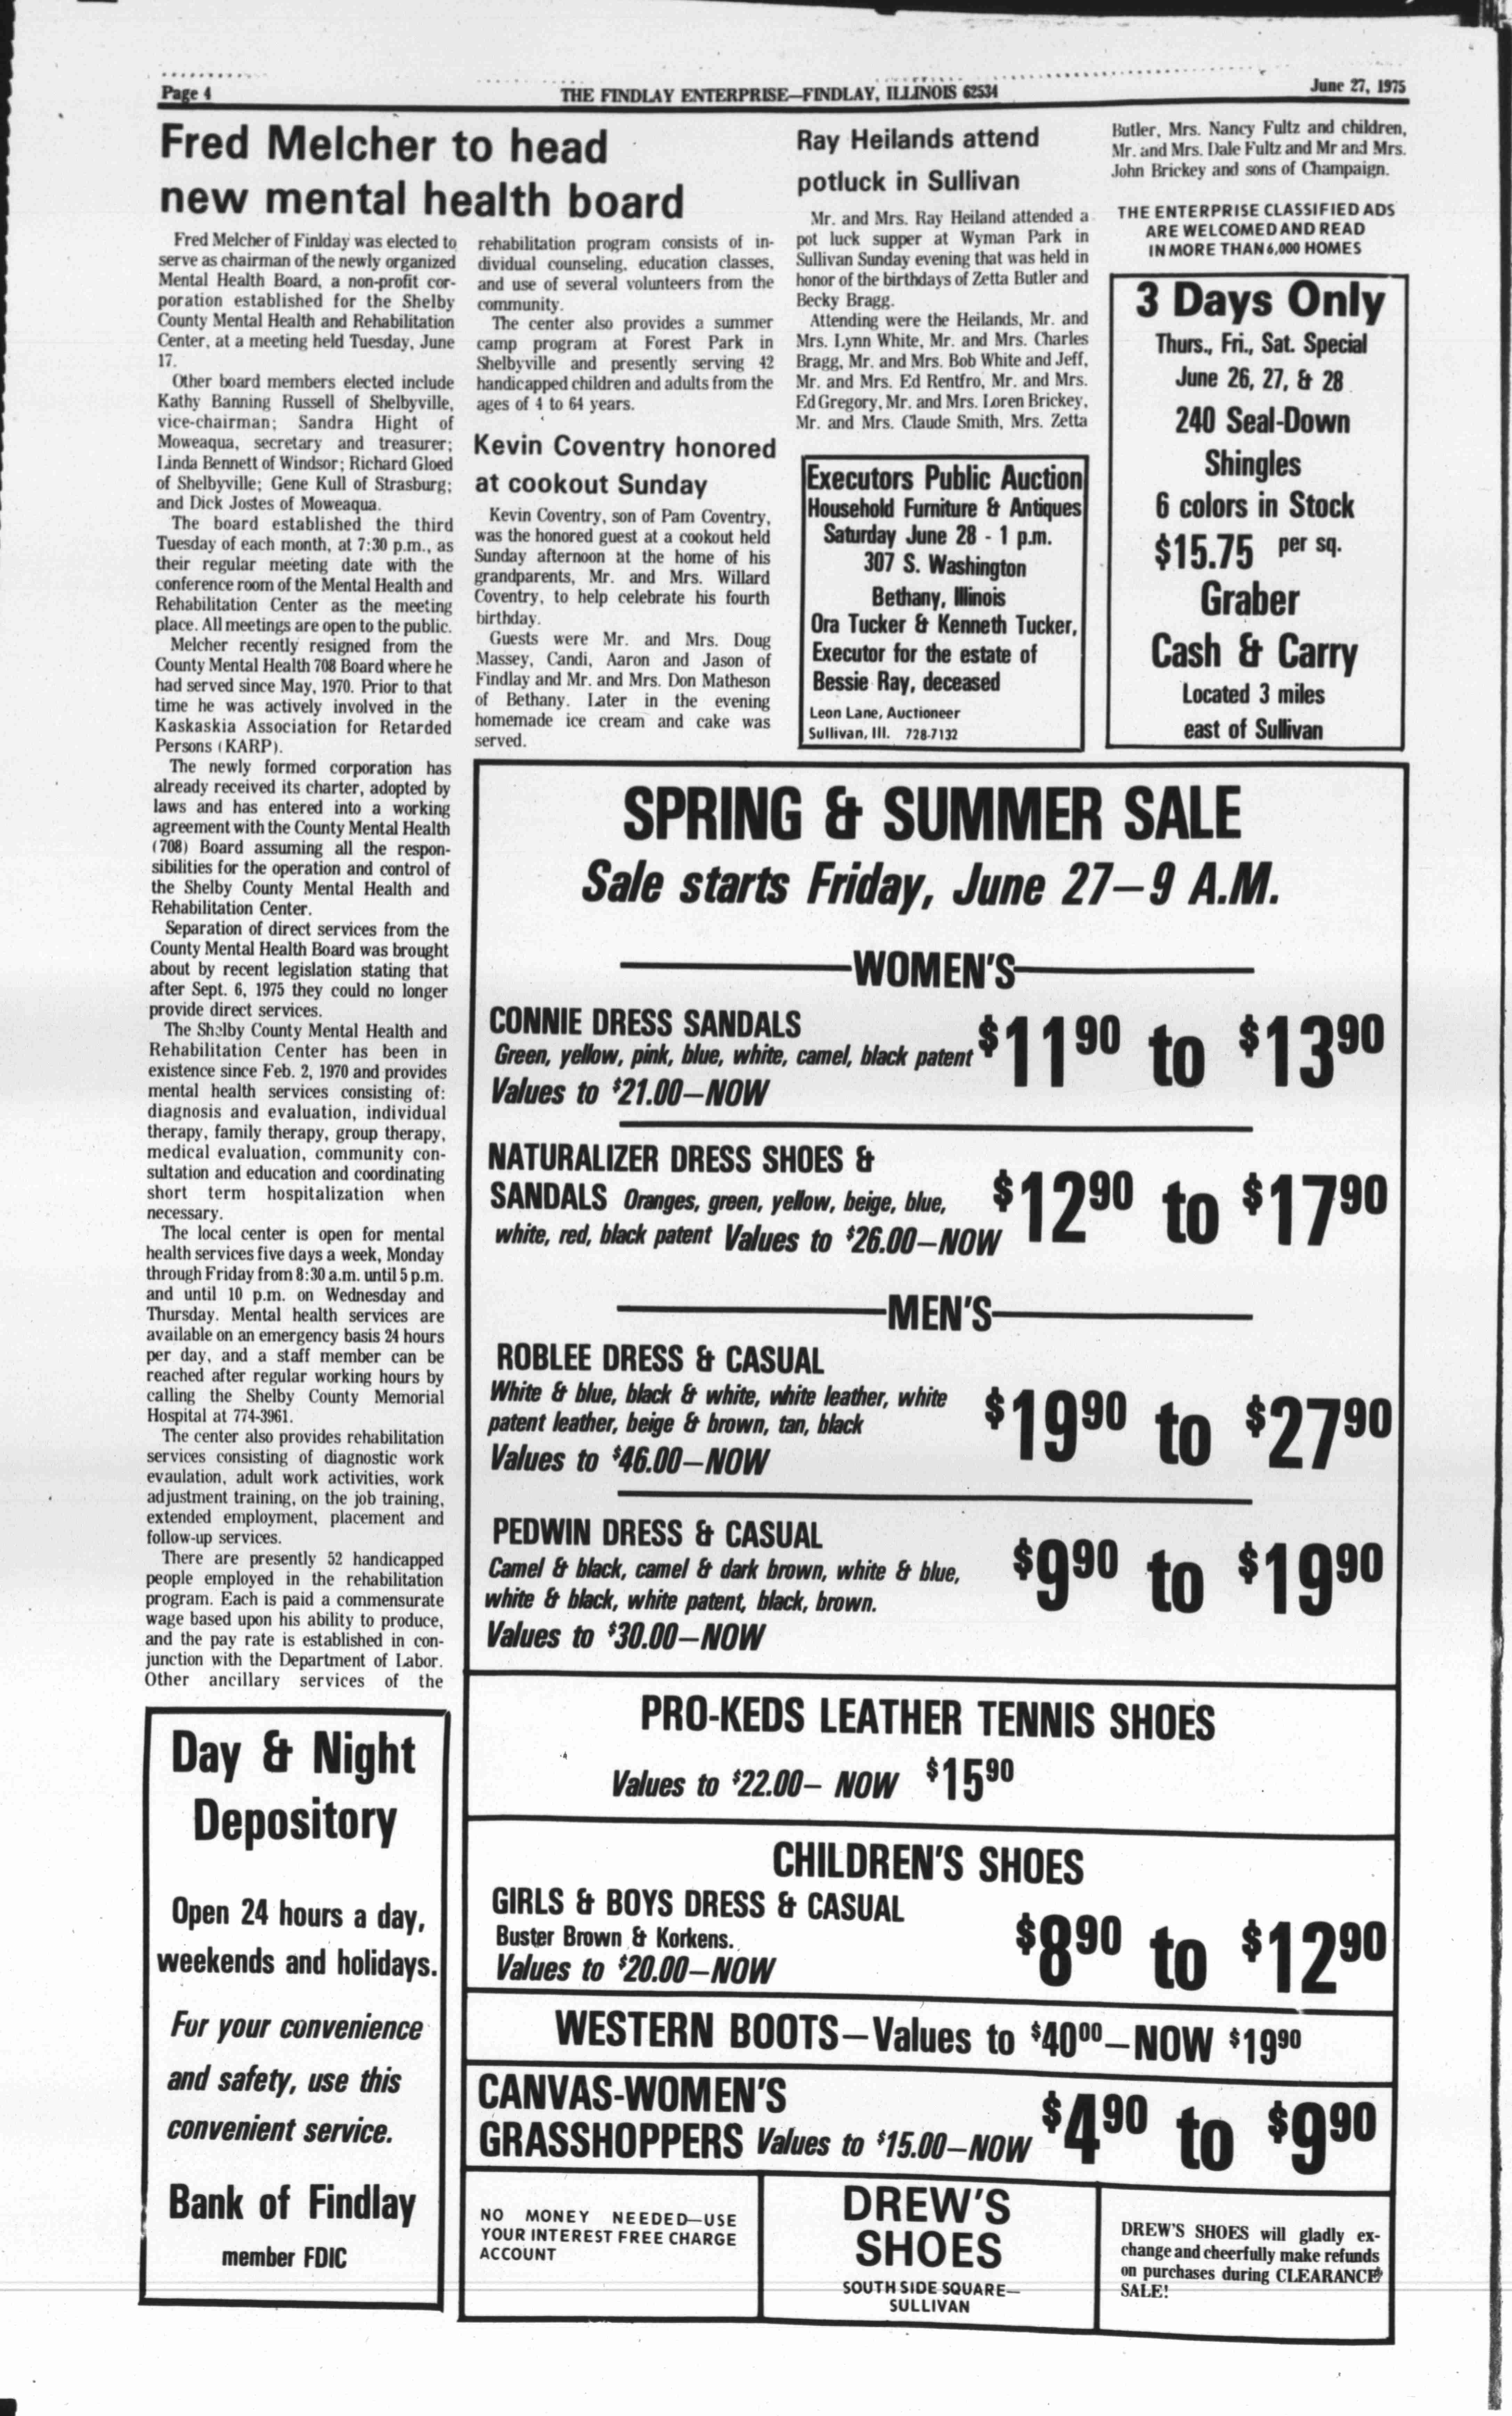 Page 4
THE FINDLAY ENTERPRISE—FINDLAY, ILLINOIS 62534
June 27, 1975
Fred Melcher to head
new mental health board
Fred Melcher of Finlday was elected to
serve as chairman of the newly organized
Mental Health Board, a non-profit cor-
poration established for the Shelby
County Mental Health and Rehabilitation
Center, at a meeting held Tuesday, June
17.
Other board members elected include
Kathy Banning Russell of Shelbyville,
vice-chairman; Sandra Hight of
Moweaqua, secretary and treasurer;
Linda Bennett of Windsor; Richard Gloed
of Shelbyville; Gene Kull of Strasburg;
and Dick Jostes of Moweaqua.
The board established the third
Tuesday of each month, at 7:30 p.m., as
their regular meeting date with the
conference room of the Mental Health and
Rehabilitation Center as the meeting
place. All meetings are open to the public.
Melcher recently resigned from the
County Mental Health 708 Board where he
had served since May, 1970. Prior to that
time he was actively involved in the
Kaskaskia Association for Retarded
Persons (KARP).
The newly formed corporation has
already received its charter, adopted by
laws and has entered into a working
agreement with the County Mental Health
(708) Board assuming all the respon-
sibilities for the operation and control of
the Shelby County Mental Health and
Rehabilitation Center.
Separation of direct services from the
County Mental Health Board was brought
about by recent legislation stating that
after Sept. 6, 1975 they could no longer
provide direct services.
The Shelby County Mental Health and
Rehabilitation Center has been in
existence since Feb. 2, 1970 and provides
mental health services consisting of:
diagnosis and evaluation, individual
therapy, family therapy, group therapy,
medical evaluation, community con-
sultation and education and coordinating
short term hospitalization when
necessary.
The local center is open for mental
health services five days a week, Monday
through Friday from 8:30 a.m. until 5 p.m.
and until 10 p.m. on Wednesday and
Thursday. Mental health services are
available on an emergency basis 24 hours
per day, and a staff member can be
reached after regular working hours by
calling the Shelby County Memorial
Hospital at 774-3961.
The center also provides rehabilitation
services consisting of diagnostic work
evaulation, adult work activities, work
adjustment training, on the job training,
extended employment, placement and
follow-up services.
There are presently 52 handicapped
people employed in the rehabilitation
program. Each is paid a commensurate
wage based upon his ability to produce,
and the pay rate is established in con-
junction with the Department of Labor.
Other ancillary services of the
rehabilitation program consists of in-
dividual counseling, education classes,
and use of several volunteers from the
community.
The center also provides a summer
camp program at Forest Park in
Shelbyville and presently serving 42
handicapped children and adults from the
ages of 4 to 64 years.
Kevin Coventry honored
at cookout Sunday
Kevin Coventry, son of Pam Coventry,
was the honored guest at a cookout held
Sunday afternoon at the home of his
grandparents, Mr. and Mrs. Willard
Coventry, to help celebrate his fourth
birthday.
Guests were Mr. and Mrs. Doug
Massey, Candi, Aaron and Jason of
Findlay and Mr. and Mrs. Don Matheson
of Bethany. Later in the evening
homemade ice cream and cake was
served.
Ray Heilands attend
potluck in Sullivan
Mr. and Mrs. Ray Heiland attended a
pot luck supper at Wyman Park in
Sullivan Sunday evening that was held in
honor of the birthdays of Zetta Butler and
Becky Bragg.
Attending were the Heilands, Mr. and
Mrs. Lynn White, Mr. and Mrs. Charles
Bragg, Mr. and Mrs. Bob White and Jeff,
Mr. and Mrs. Ed Rentfro, Mr. and Mrs.
Ed Gregory, Mr. and Mrs. Loren Brickey,
Mr. and Mrs. Claude Smith, Mrs. Zetta
Butler, Mrs. Nancy Fultz and children,
Mr. and Mrs. Dale Fultz and Mr and Mrs.
John Brickey and sons of Champaign.
THE ENTERPRISE CLASSIFIED ADS
ARE WELCOMED AND READ
IN MORE THAN 6,000 HOMES
Executors Public Auction
Household Furniture & Antiques
Saturday June 28 - 1 p.m.
307 S. Washington
Bethany, Illinois
Ora Tucker & Kenneth Tucker,
Executor for the estate of
Bessie Ray, deceased
Leon Lane, Auctioneer
Sullivan, Ill. 728-7132
3 Days Only
Thurs., Fri., Sat. Special
June 26, 27, & 28
240 Seal-Down
Shingles
6 colors in Stock
$15.75 per sq.
Graber
Cash & Carry
Located 3 miles
east of Sullivan
SPRING & SUMMER SALE
Sale starts Friday, June 27—9 A.M.
WOMEN'S
CONNIE DRESS SANDALS
Green, yellow, pink, blue, white, camel, black patent
Values to $21.00—NOW
$11 90 to $13 90
NATURALIZER DRESS SHOES &
SANDALS Oranges, green, yellow, beige, blue,
white, red, black patent Values to $26.00—NOW
$12 90 to $17 90
MEN'S
ROBLEE DRESS & CASUAL
White & blue, black & white, white leather, white
patent leather, beige & brown, tan, black
Values to $46.00—NOW
$19 90 to $27 90
PEDWIN DRESS & CASUAL
Camel & black, camel & dark brown, white & blue,
white & black, white patent, black, brown.
Values to $30.00—NOW
$9 90 to $19 90
PRO-KEDS LEATHER TENNIS SHOES
Values to $22.00— NOW $15 90
CHILDREN'S SHOES
GIRLS & BOYS DRESS & CASUAL
Buster Brown & Korkens.
Values to $20.00—NOW
$8 90 to $12 90
WESTERN BOOTS—Values to $40 00—NOW $19 90
CANVAS-WOMEN'S
GRASSHOPPERS Values to $15.00—NOW
$4 90 to $9 90
NO MONEY NEEDED—USE
YOUR INTEREST FREE CHARGE
ACCOUNT
DREW'S
SHOES
SOUTH SIDE SQUARE—
SULLIVAN
DREW'S SHOES will gladly ex-
change and cheerfully make refunds
on purchases during CLEARANCE
SALE!
Day & Night
Depository
Open 24 hours a day,
weekends and holidays.
For your convenience
and safety, use this
convenient service.
Bank of Findlay
member FDIC